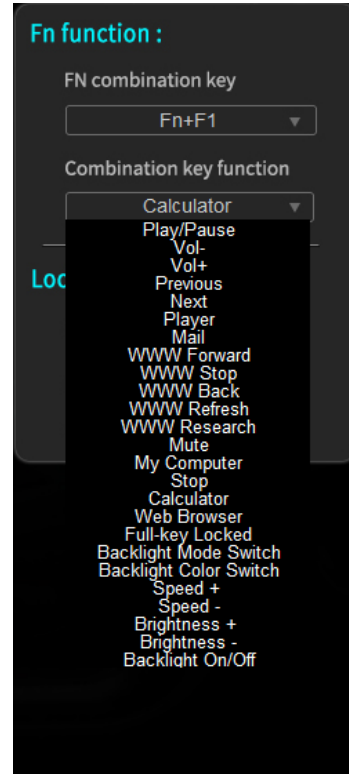 Fn function :
FN combination key
Fn+F1
Combination key function
Calculator
Play/Pause
Vol-
Vol+
Loc
Previous
Next
Player
Mail
WWW Forward
WWW Stop
WWW Back
WWW Refresh
WWW Research
Mute
My Computer
Stop
Calculator
Web Browser
Full-key Locked
Backlight Mode Switch
Backlight Color Switch
Speed +
Speed -
Brightness +
Brightness -
Backlight On/Off